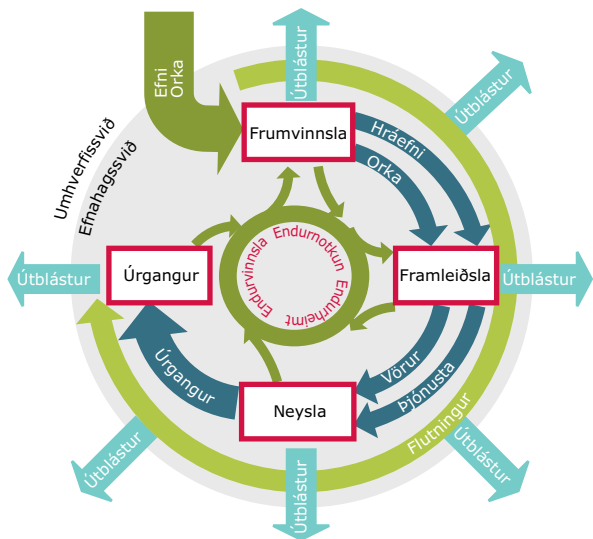 Efni
Orka
Útblástur
Útblástur
Umhverfissvið
Efnahagssvið
Frumvinnsla
Hráefni
Orka
Endurvinnsla Endurnotkun Endurheimt
Úrgangur
Framleiðsla
Útblástur
Útblástur
Úrgangur
Vörur
Þjónusta
Neysla
Flutningur
Útblástur
Útblástur
Útblástur